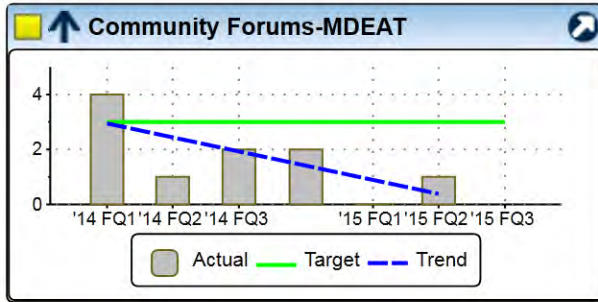 Community Forums-MDEAT
4
2
0
'14 FQ1 '14 FQ2 '14 FQ3 '15 FQ1 '15 FQ2 '15 FQ3
Actual Target Trend